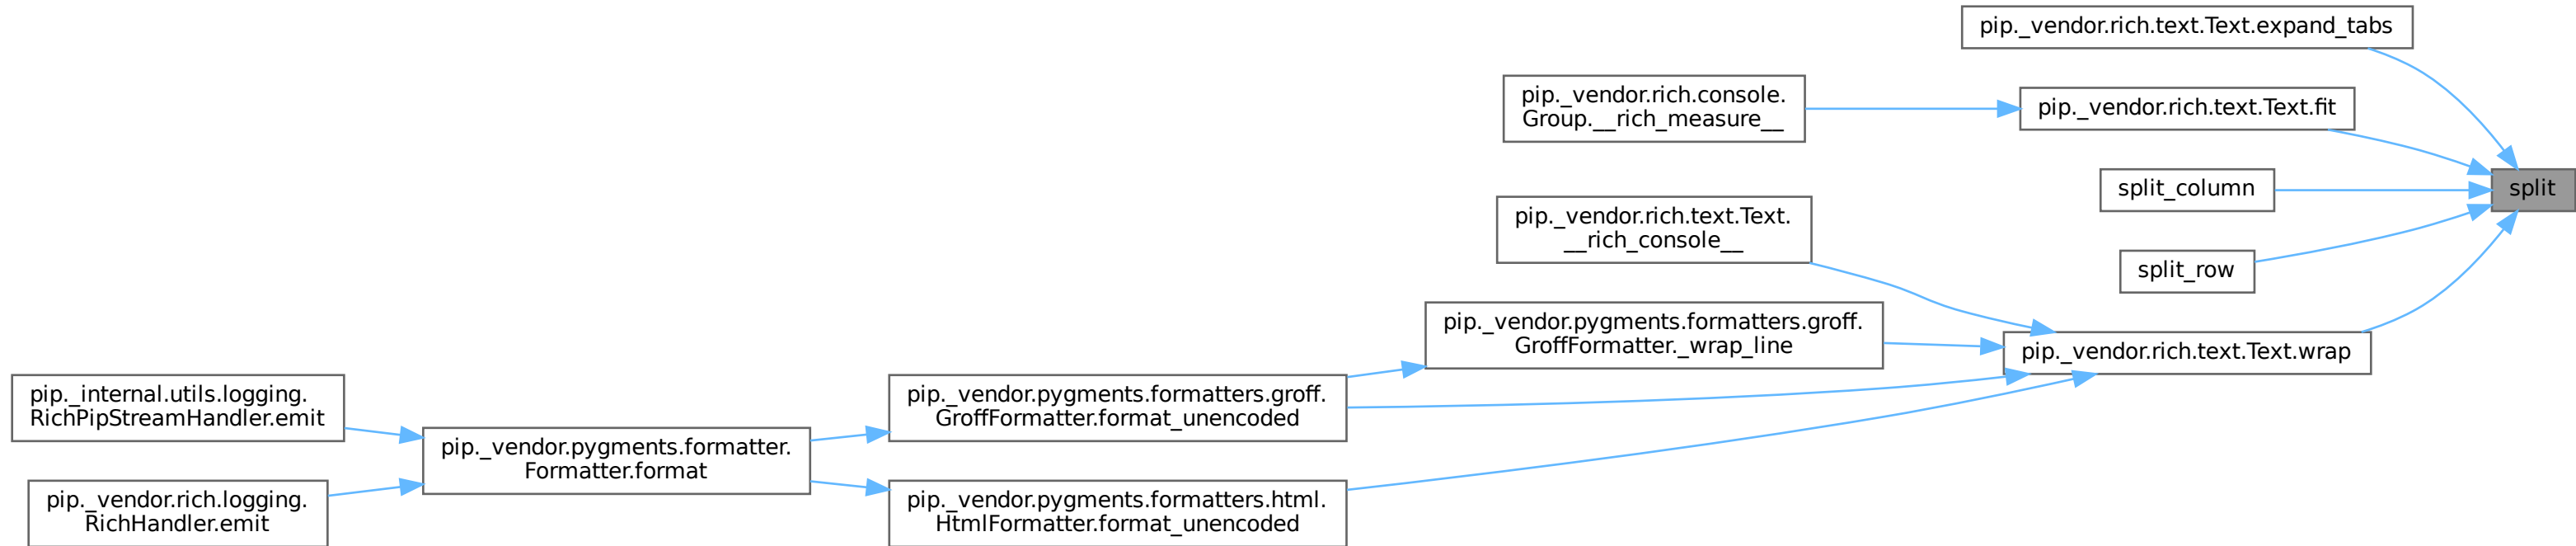 pip._vendor.rich.text.Text.expand_tabs
pip._vendor.rich.console.
Group.__rich_measure__
pip._vendor.rich.text.Text.fit
split_column
split
pip._vendor.rich.text.Text.
__rich_console__
split_row
pip._vendor.pygments.formatters.groff.
GroffFormatter._wrap_line
pip._vendor.rich.text.Text.wrap
pip._internal.utils.logging.
RichPipStreamHandler.emit
pip._vendor.pygments.formatters.groff.
GroffFormatter.format_unencoded
pip._vendor.pygments.formatter.
Formatter.format
pip._vendor.rich.logging.
RichHandler.emit
pip._vendor.pygments.formatters.html.
HtmlFormatter.format_unencoded